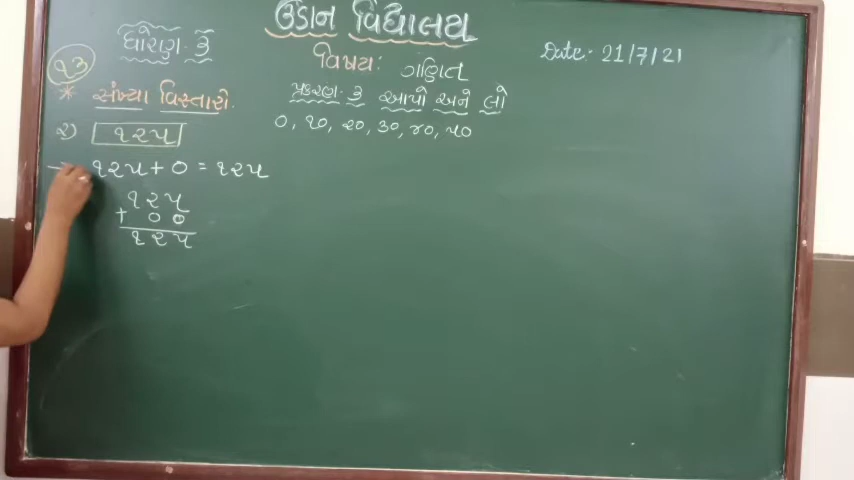 ઉડાન વિદ્યાલય
ધોરણ. ૩
Date: 21/7/21
વિષય: ગણિત
૧૩
* સંખ્યા વિસ્તારો.
પ્રકરણ. ૩ આપો અને લો
૨) ૧૨૫
૦, ૧૦, ૨૦, ૩૦, ૪૦, ૫૦
→ ૧૨૫ + ૦ = ૧૨૫
૧૨૫
+ ૦૦
૧૨૫